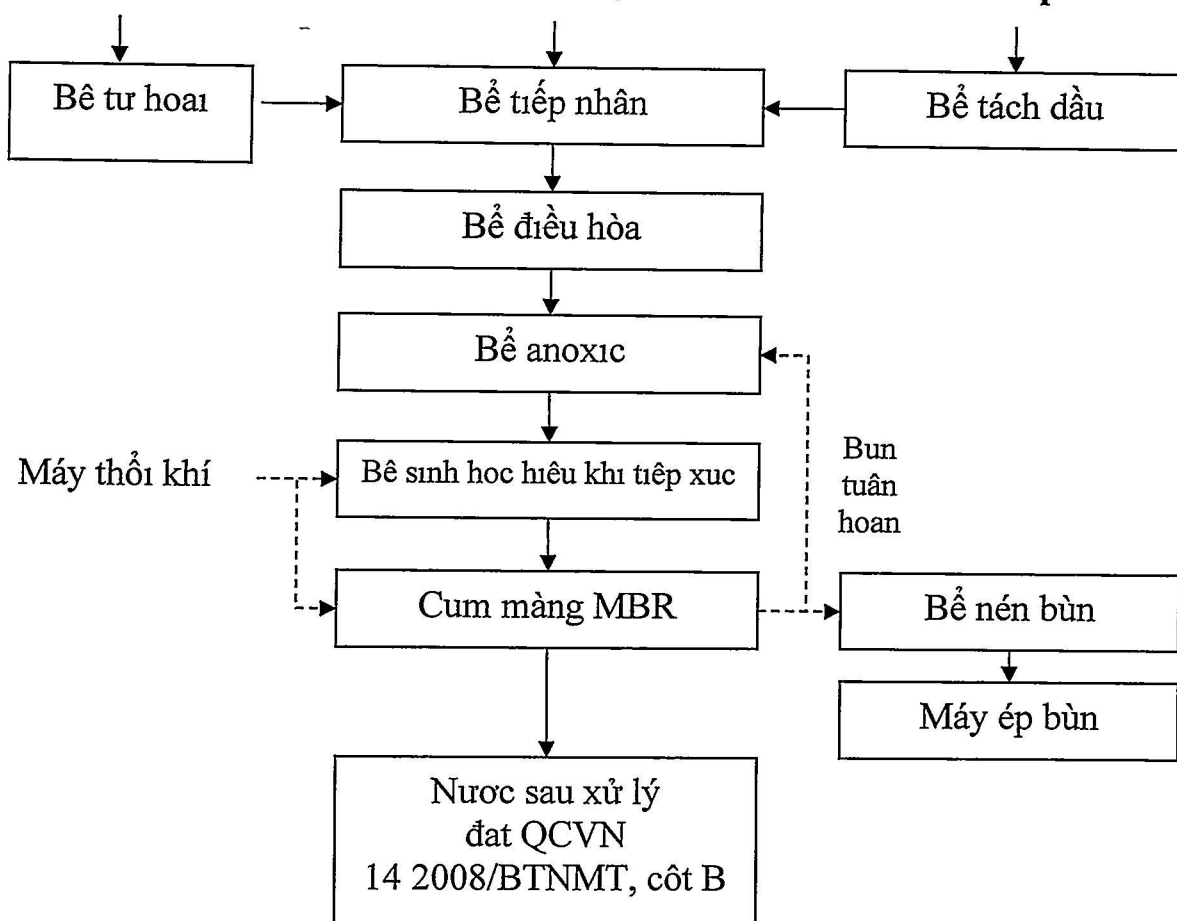 Bê tư hoaı
Bể tıếp nhân
Bể tách dầu
Bể đıều hòa
Bể anoxıc
Máy thổi khí
Bê sınh hoc hıêu khı tıêp xuc
Bun
tuân
hoan
Cum màng MBR
Bể nén bùn
Máy ép bùn
Nươc sau xử lý
đat QCVN
14 2008/BTNMT, côt B